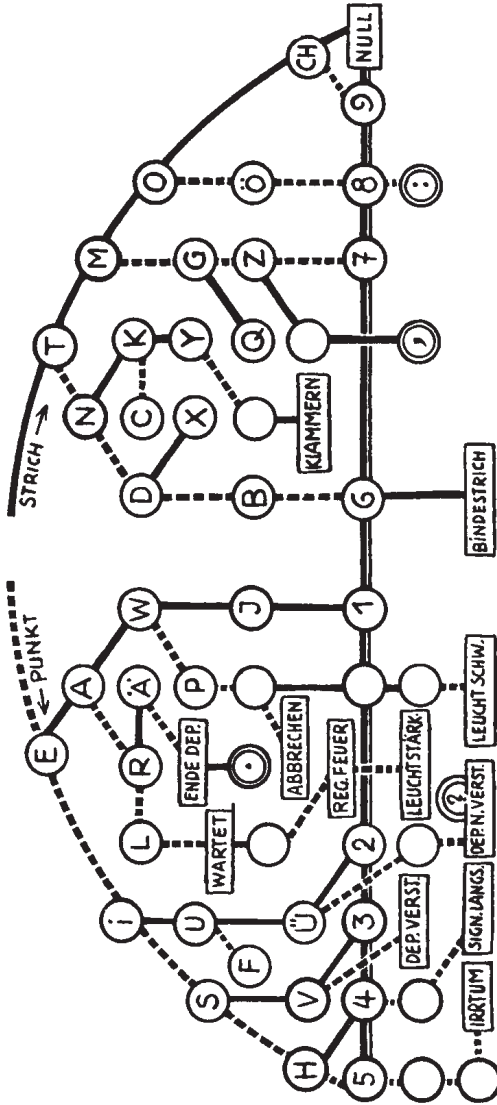 ← PUNKT
STRICH →
E
T
i
A
N
M
S
U
R
W
D
K
G
O
H
V
F
Ü
L
Ä
P
J
B
X
C
Y
Z
Q
Ö
CH
WARTET
ENDE DEP.
.
ABBRECHEN
KLAMMERN
REG. FEUER
5
4
3
2
1
6
7
8
9
NULL
DEP. VERST.
LEUCHT STÄRK.
,
:
?
IRRTUM
SIGN. LANGS.
DEP. N. VERST.
LEUCHT SCHW.
BINDESTRICH